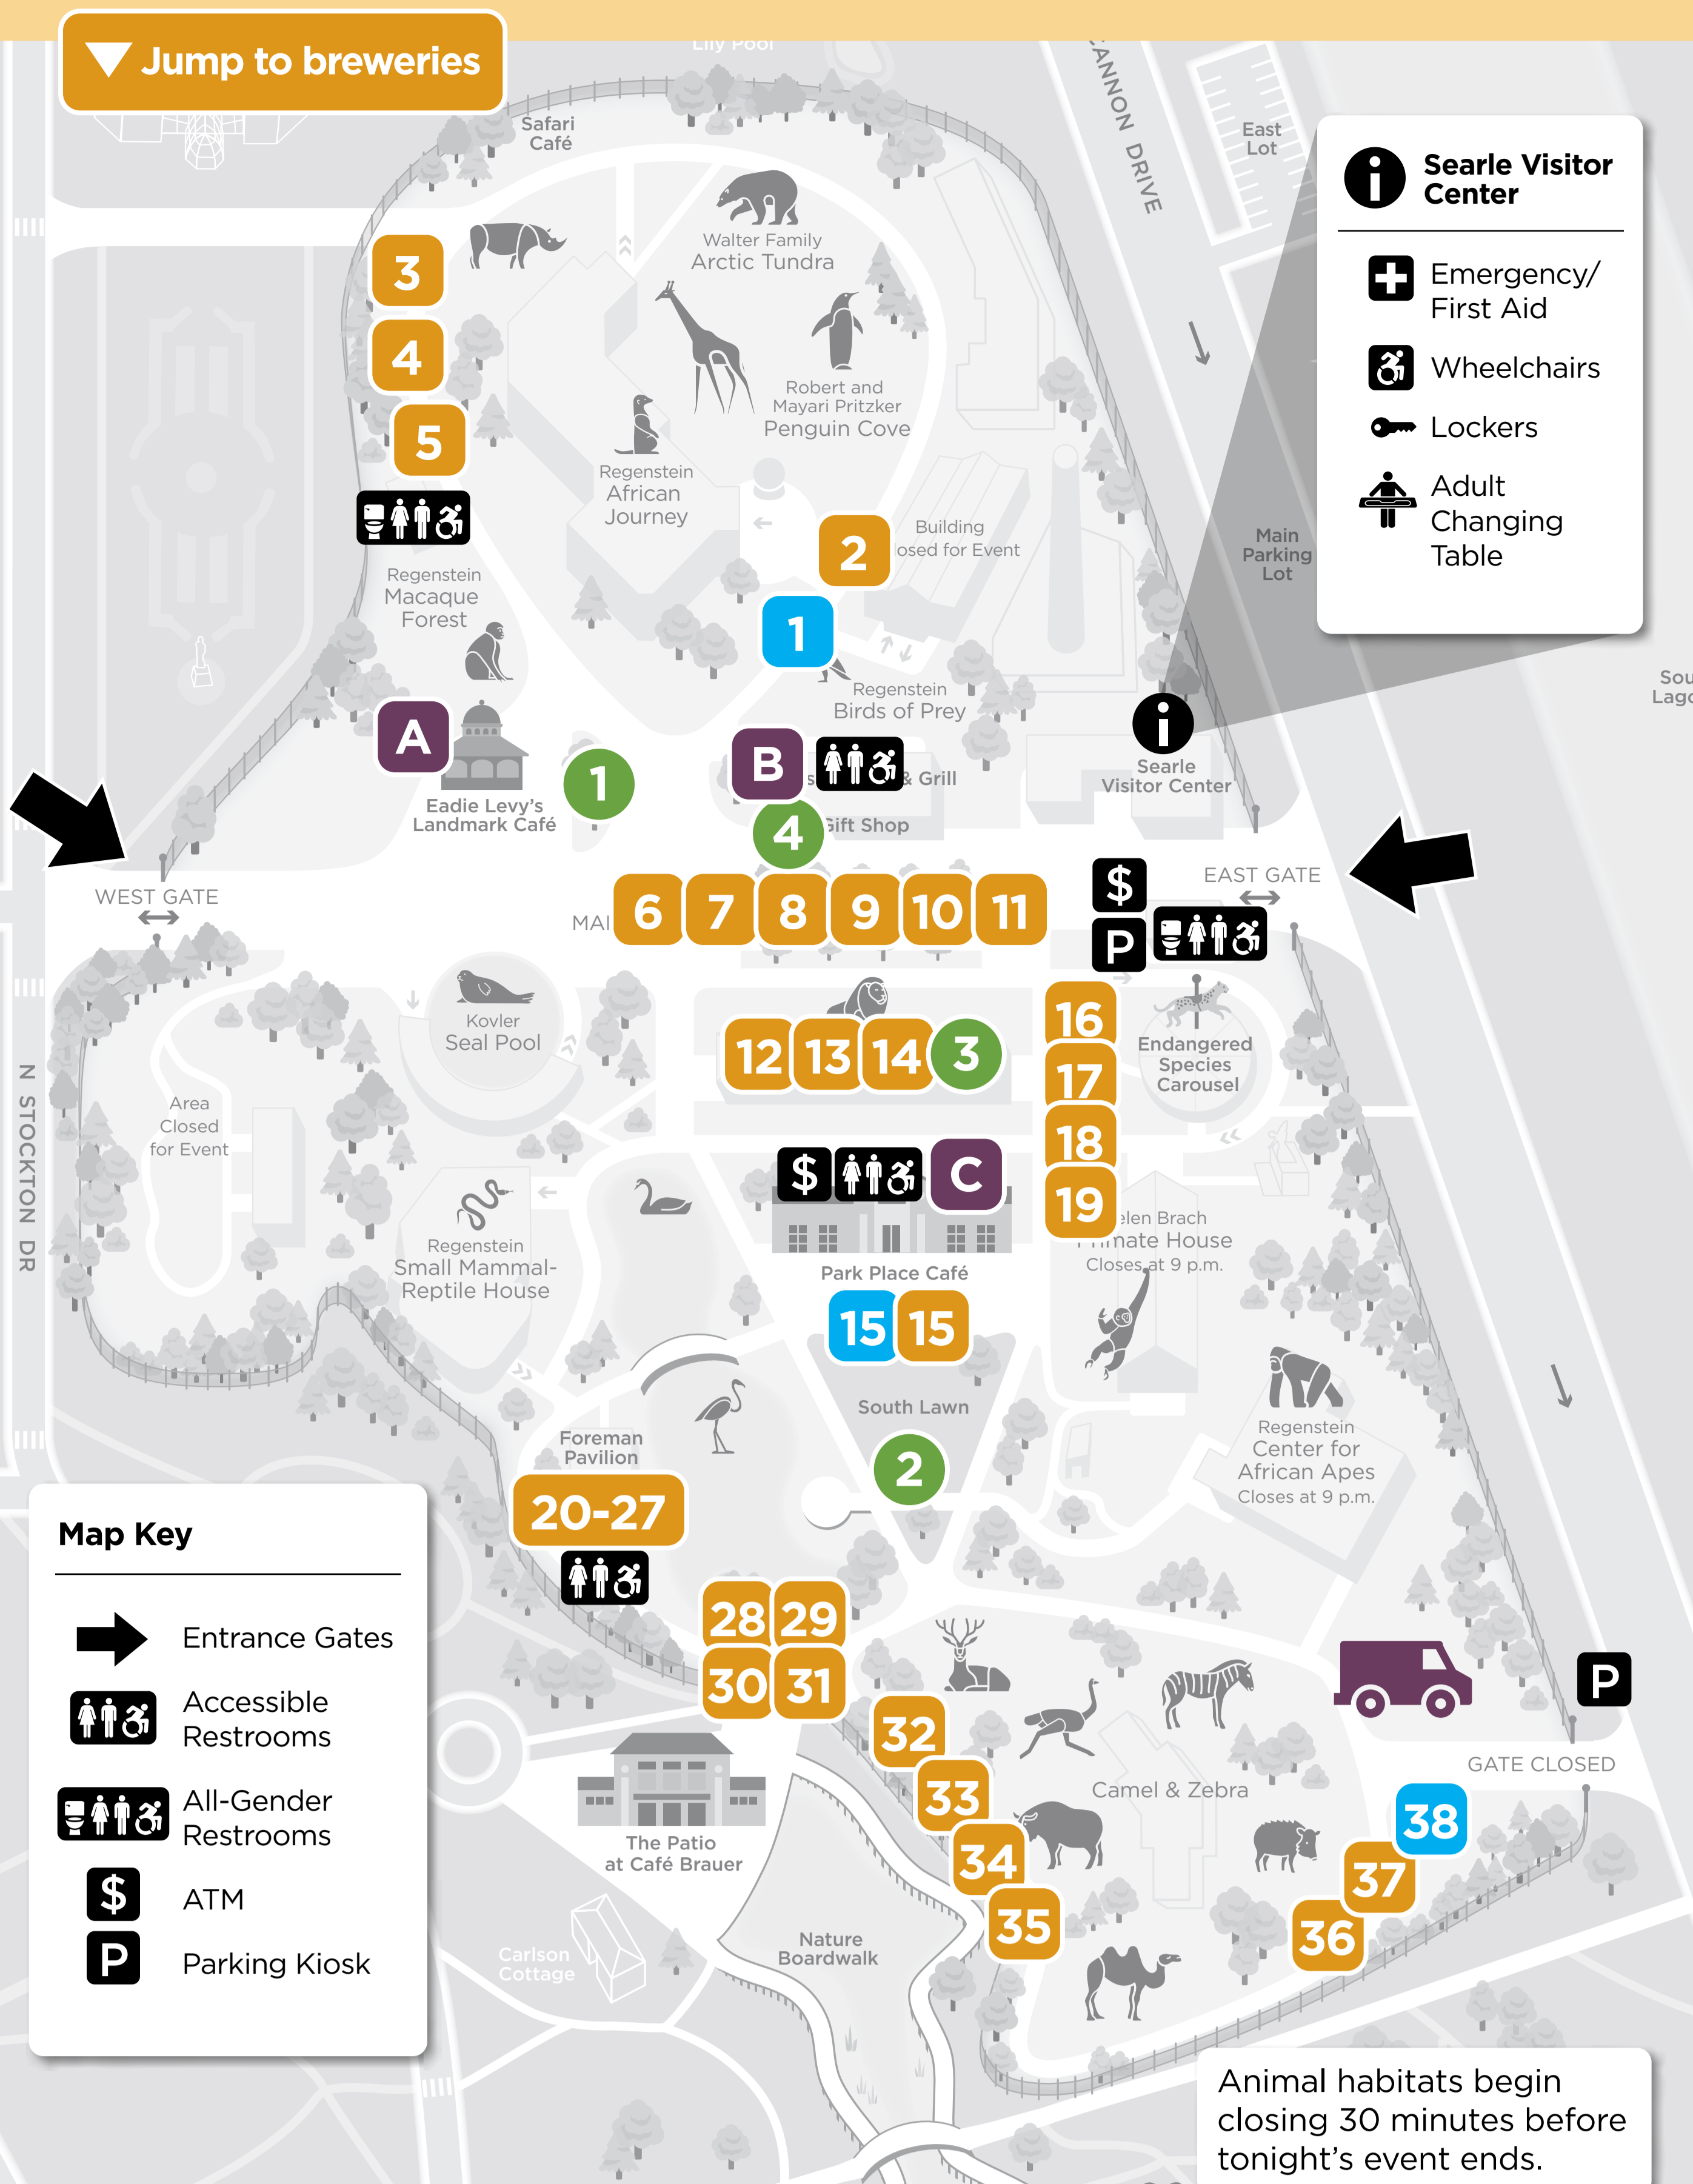 Jump to breweries
Lily Pool
Safari
Café
CANNON DRIVE
East
Lot
Searle Visitor
Center
Emergency/
First Aid
Wheelchairs
Lockers
Adult
Changing
Table
Walter Family
Arctic Tundra
3
4
5
Robert and
Mayari Pritzker
Penguin Cove
Regenstein
African
Journey
2
Building
losed for Event
Main
Parking
Lot
Regenstein
Macaque
Forest
1
Regenstein
Birds of Prey
Sou
Lago
A
B
& Grill
1
4
Gift Shop
Eadie Levy's
Landmark Café
Searle
Visitor Center
WEST GATE
EAST GATE
MAI
6 7 8 9 10 11
$
P
Kovler
Seal Pool
12 13 14 3
16
17
18
19
Endangered
Species
Carousel
N STOCKTON DR
Area
Closed
for Event
$
C
Park Place Café
elen Brach
Primate House
Closes at 9 p.m.
Regenstein
Small Mammal-
Reptile House
15 15
South Lawn
2
Foreman
Pavilion
20-27
Regenstein
Center for
African Apes
Closes at 9 p.m.
28 29
30 31
32
33
34
35
Camel & Zebra
P
GATE CLOSED
38
37
36
The Patio
at Café Brauer
Carlson
Cottage
Nature
Boardwalk
Map Key
Entrance Gates
Accessible
Restrooms
All-Gender
Restrooms
$ ATM
P Parking Kiosk
Animal habitats begin
closing 30 minutes before
tonight's event ends.